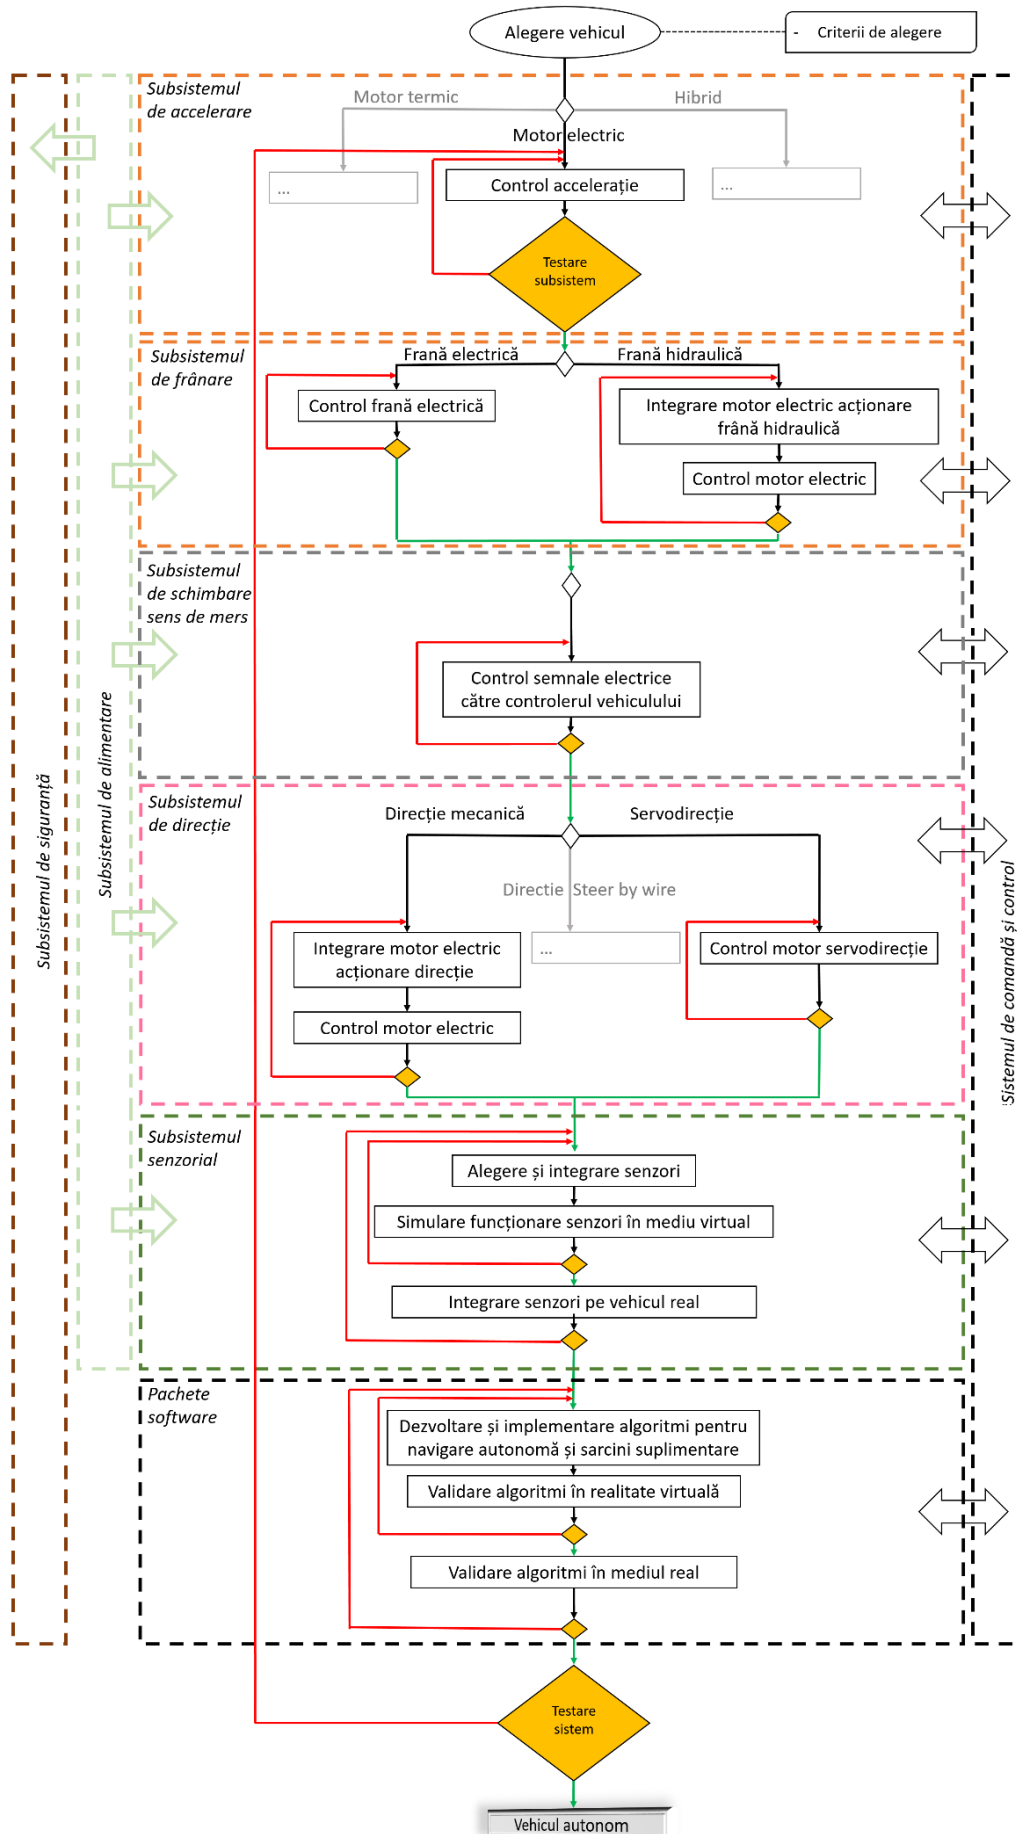 Alegere vehicul
- Criterii de alegere
Subsistemul
de accelerare
Motor termic
Hibrid
Motor electric
...
Control accelerație
...
Testare
subsistem
Subsistemul
de frânare
Frană electrică
Frană hidraulică
Control frană electrică
Integrare motor electric acționare
frână hidraulică
Control motor electric
Subsistemul
de schimbare
sens de mers
Control semnale electrice
către controlerul vehiculului
Subsistemul de siguranță
Subsistemul de alimentare
Sistemul de comandă și control
Subsistemul
de direcție
Direcție mecanică
Servodirecție
Directie Steer by wire
Integrare motor electric
acționare direcție
...
Control motor servodirecție
Control motor electric
Subsistemul
senzorial
Alegere și integrare senzori
Simulare funcționare senzori în mediu virtual
Integrare senzori pe vehicul real
Pachete
software
Dezvoltare și implementare algoritmi pentru
navigare autonomă și sarcini suplimentare
Validare algoritmi în realitate virtuală
Validare algoritmi în mediul real
Testare
sistem
Vehicul autonom